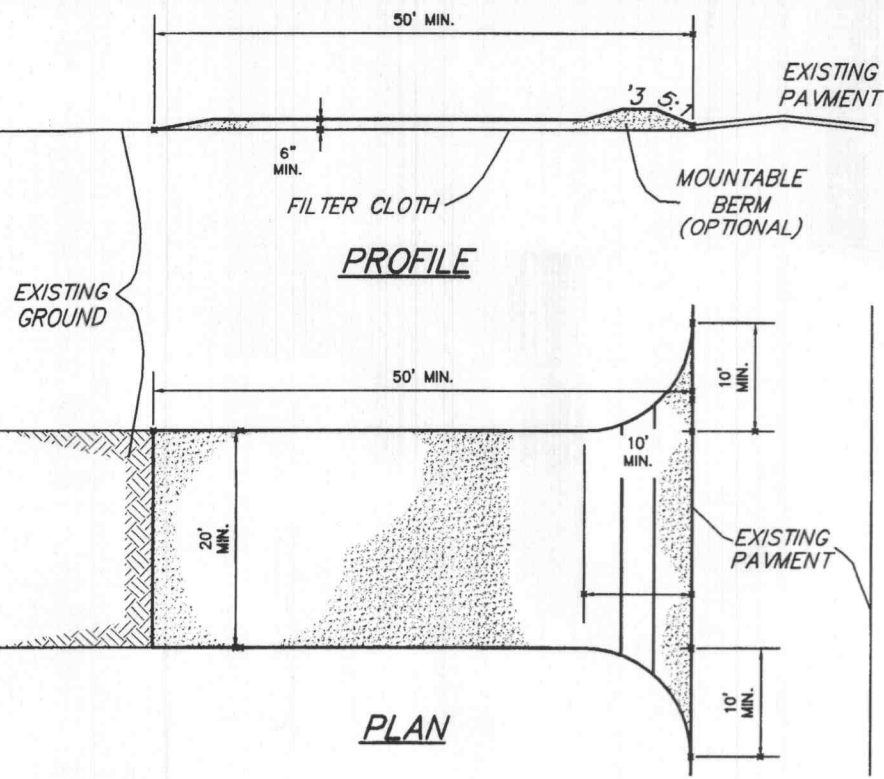 50' MIN.
EXISTING
PAVMENT
'3 5:1
6"
MIN.
FILTER CLOTH
MOUNTABLE
BERM
(OPTIONAL)
PROFILE
EXISTING
GROUND
50' MIN.
10'
MIN.
10'
MIN.
20'
MIN.
EXISTING
PAVMENT
10'
MIN.
PLAN